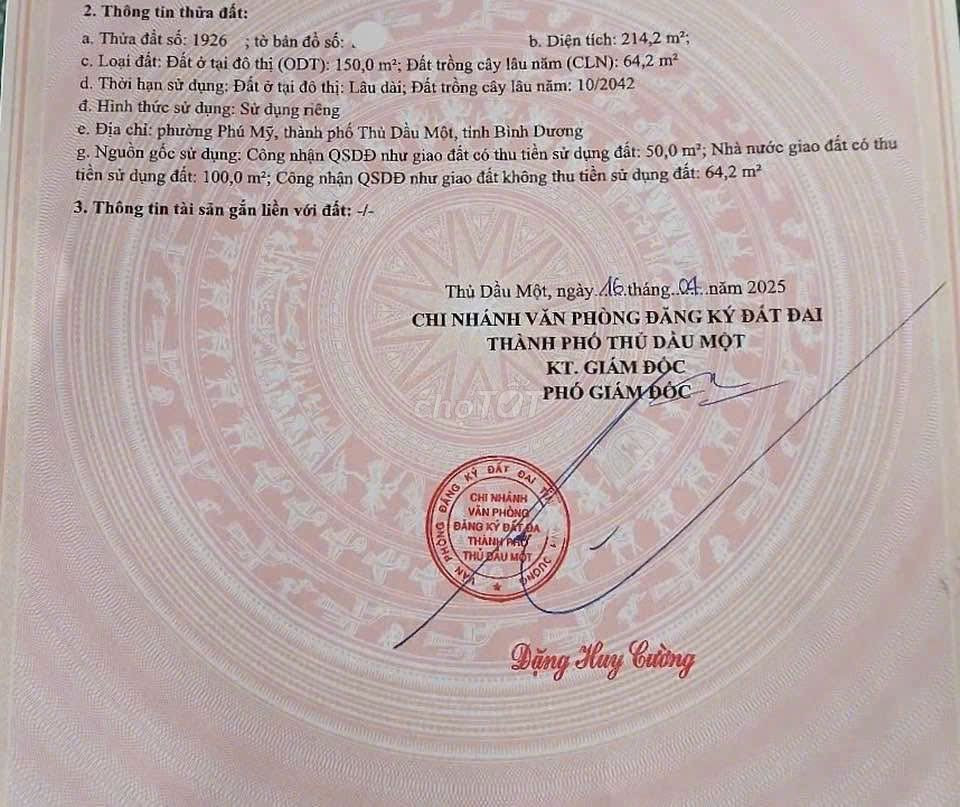 2. Thông tin thửa đất:
a. Thửa đất số: 1926 ; tờ bản đồ số: b. Diện tích: 214,2 m²;
c. Loại đất: Đất ở tại đô thị (ODT): 150,0 m²; Đất trồng cây lâu năm (CLN): 64,2 m²
d. Thời hạn sử dụng: Đất ở tại đô thị: Lâu dài; Đất trồng cây lâu năm: 10/2042
đ. Hình thức sử dụng: Sử dụng riêng
e. Địa chỉ: phường Phú Mỹ, thành phố Thủ Dầu Một, tỉnh Bình Dương
g. Nguồn gốc sử dụng: Công nhận QSDĐ như giao đất có thu tiền sử dụng đất: 50,0 m²; Nhà nước giao đất có thu
tiền sử dụng đất: 100,0 m²; Công nhận QSDĐ như giao đất không thu tiền sử dụng đất: 64,2 m²
3. Thông tin tài sản gắn liền với đất: -/-
Thủ Dầu Một, ngày 16 tháng 04 năm 2025
CHI NHÁNH VĂN PHÒNG ĐĂNG KÝ ĐẤT ĐAI
THÀNH PHỐ THỦ DẦU MỘT
KT. GIÁM ĐỐC
PHÓ GIÁM ĐỐC
chợTỐT
VĂN PHÒNG ĐĂNG KÝ ĐẤT ĐAI DƯƠNG
CHI NHÁNH
VĂN PHÒNG
ĐĂNG KÝ ĐẤT ĐA
THÀNH PHỐ
THỦ DẦU MỘT
Đặng Huy Cường